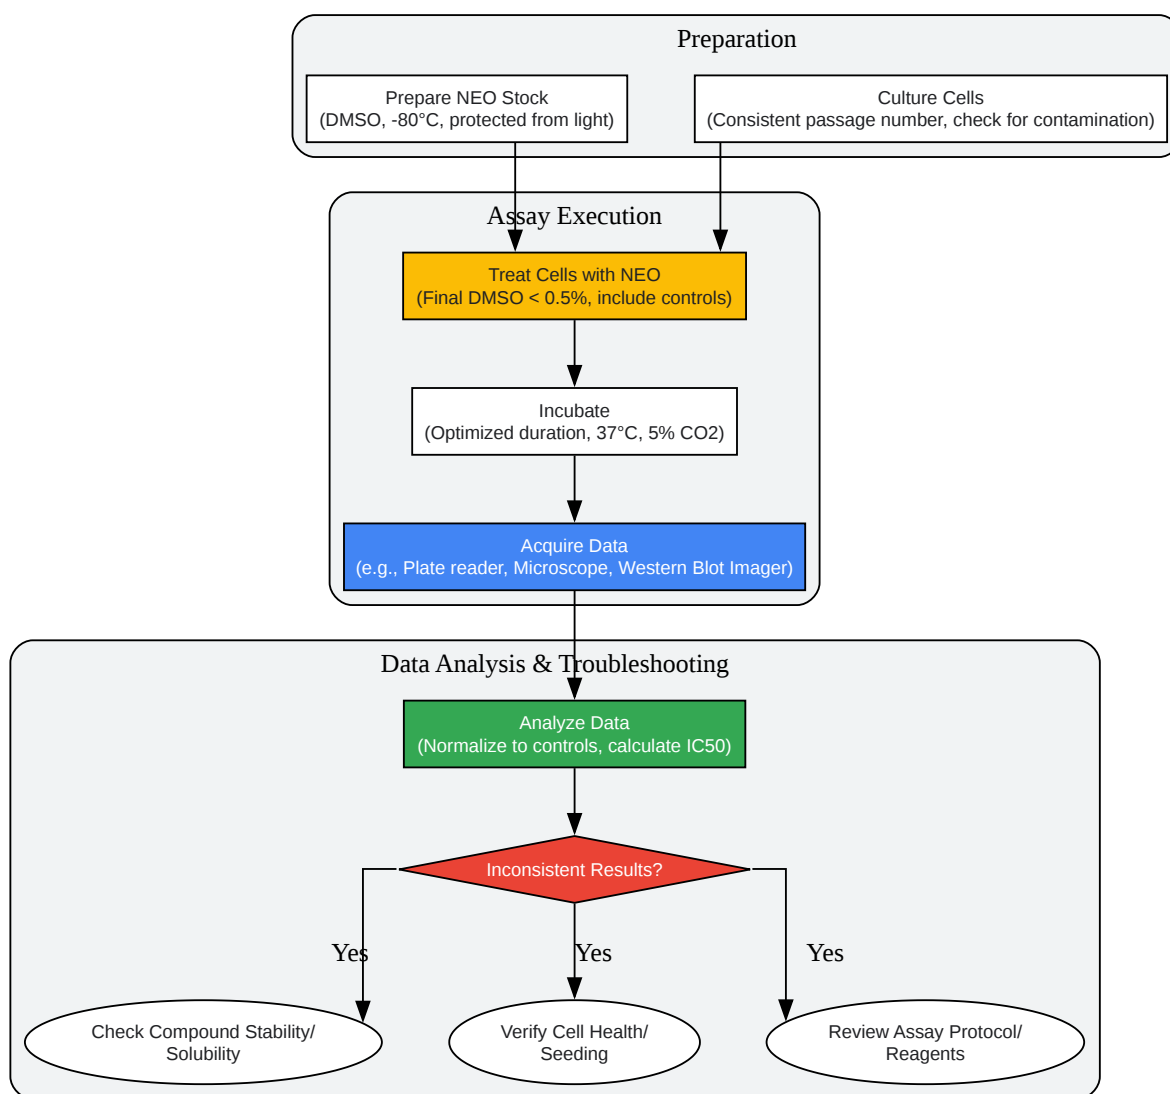 Preparation
Prepare NEO Stock
(DMSO, -80°C, protected from light)
Culture Cells
(Consistent passage number, check for contamination)
Assay Execution
Treat Cells with NEO
(Final DMSO < 0.5%, include controls)
Incubate
(Optimized duration, 37°C, 5% CO2)
Acquire Data
(e.g., Plate reader, Microscope, Western Blot Imager)
Data Analysis & Troubleshooting
Analyze Data
(Normalize to controls, calculate IC50)
Inconsistent Results?
Yes
Yes
Yes
Check Compound Stability/
Solubility
Verify Cell Health/
Seeding
Review Assay Protocol/
Reagents